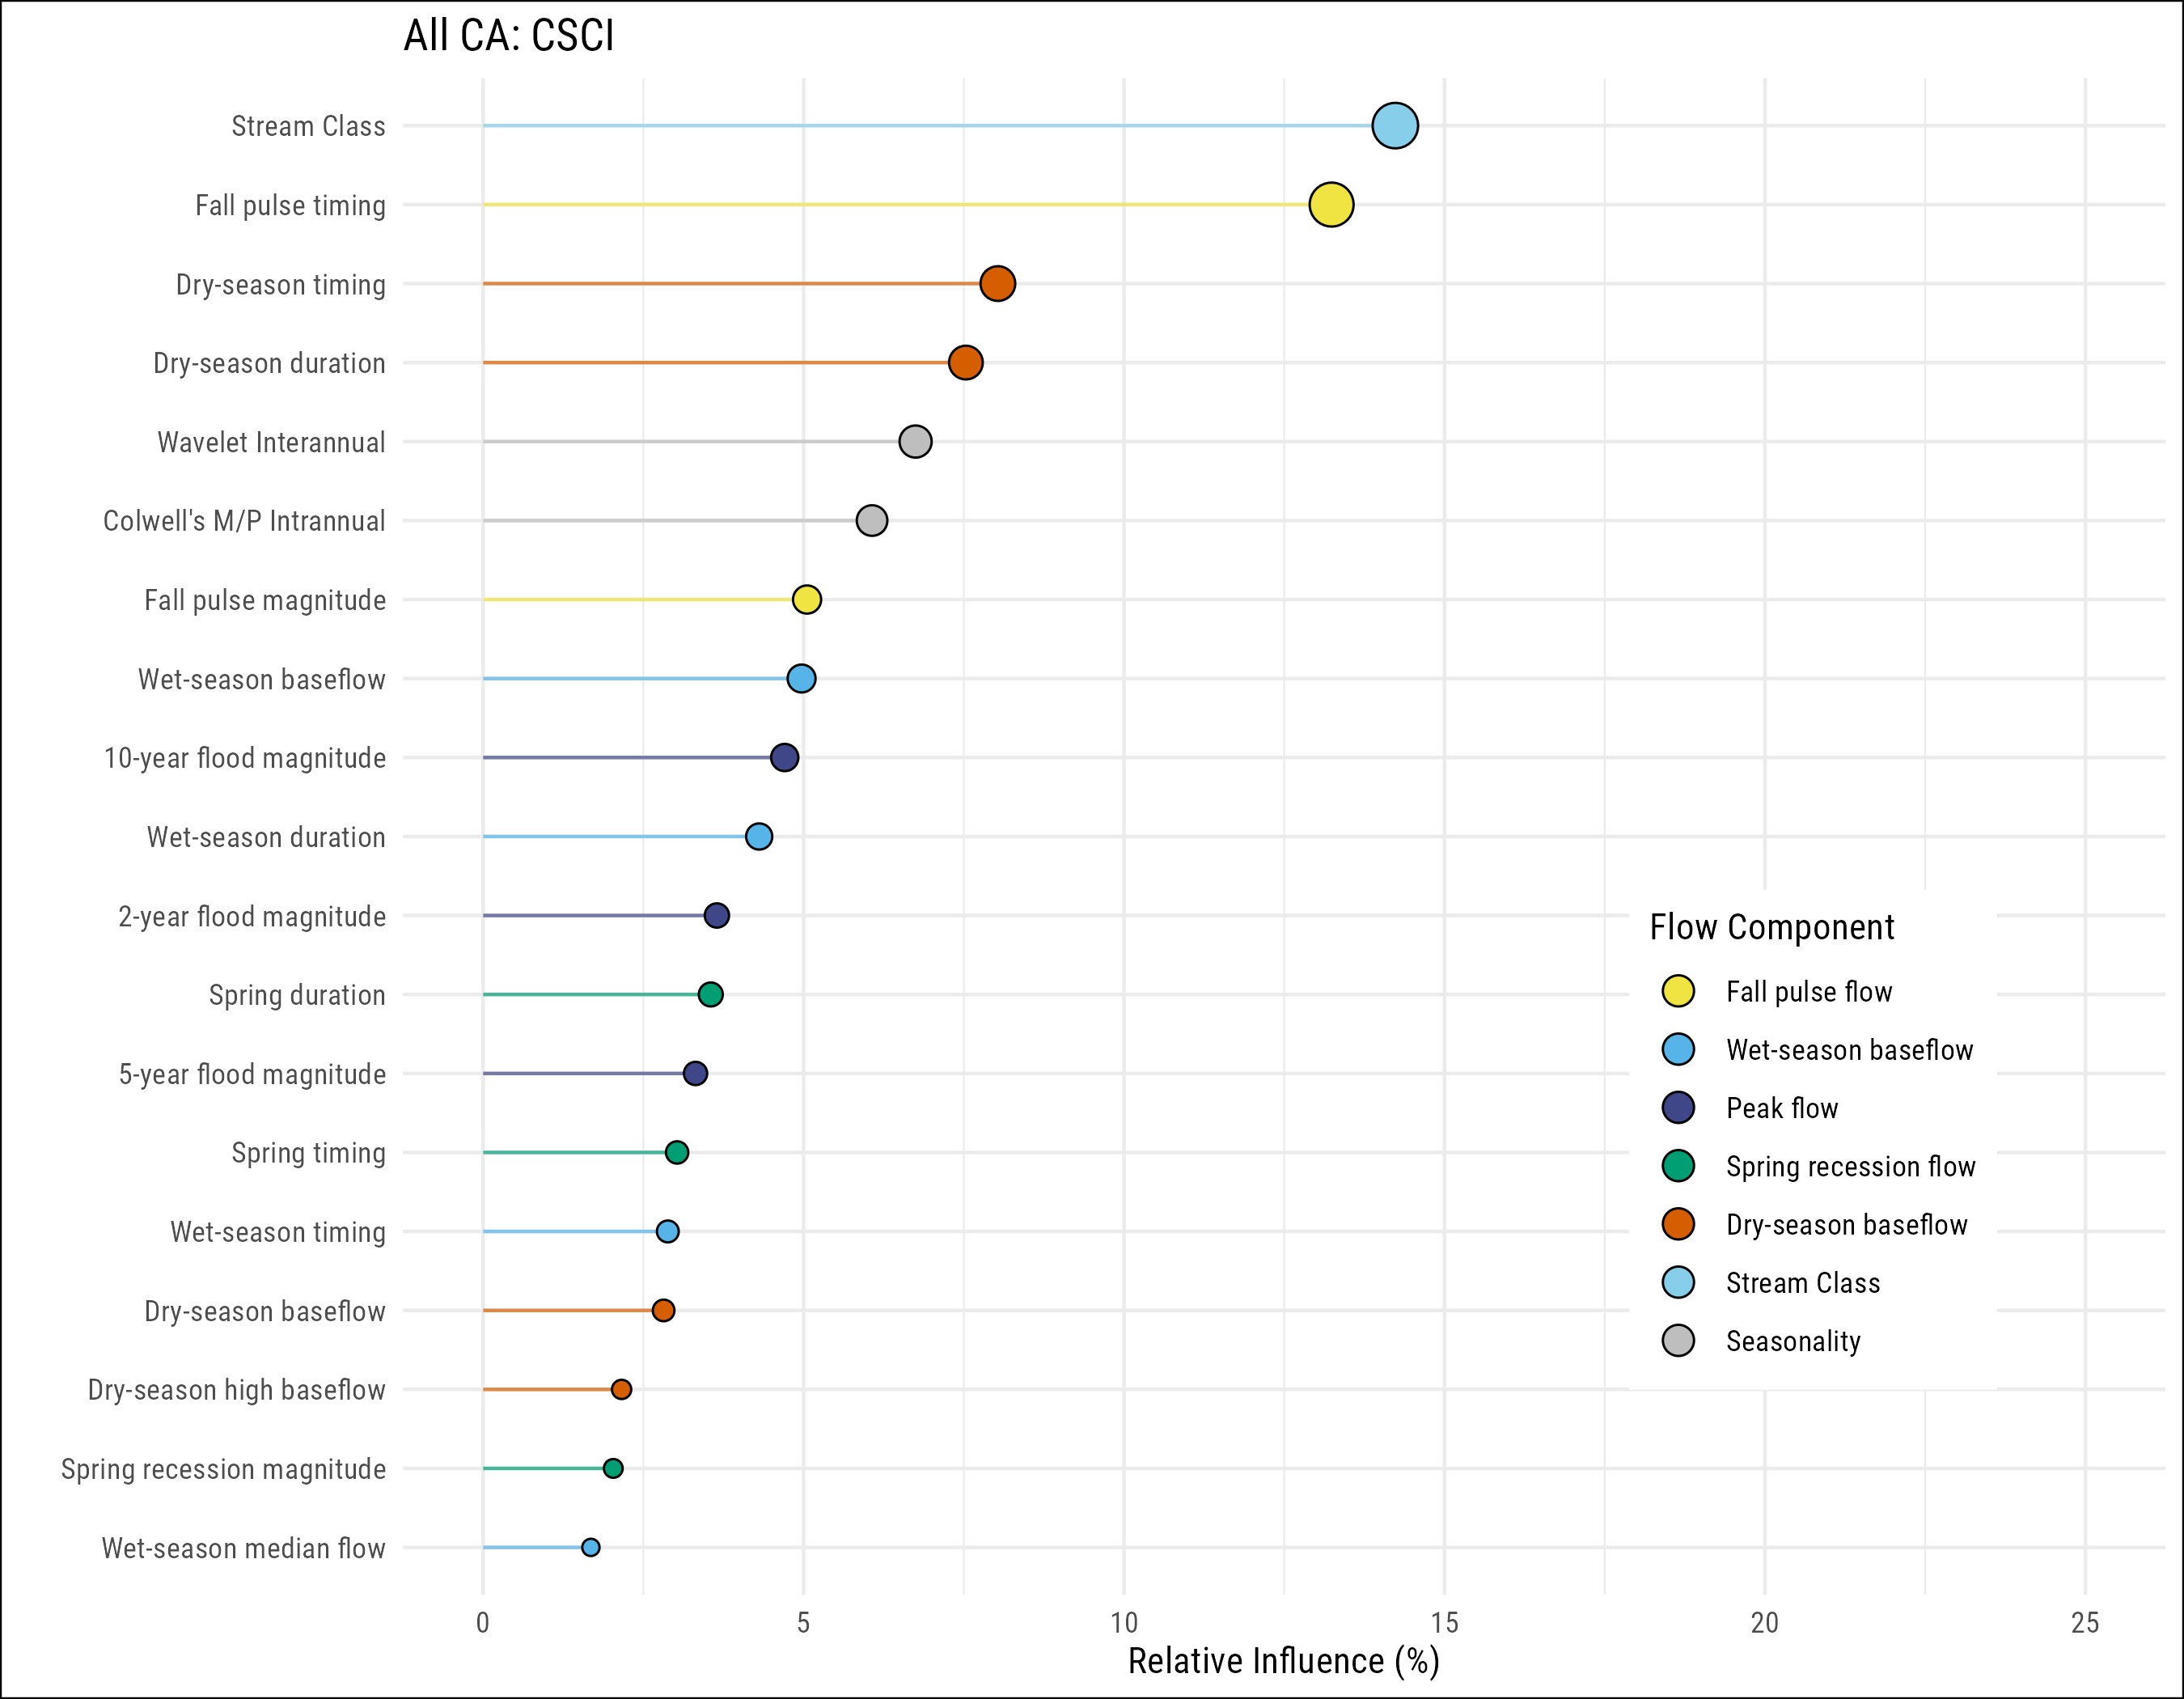 All CA: CSCI
Stream Class
Fall pulse timing
Dry-season timing
Dry-season duration
Wavelet Interannual
Colwell's M/P Intrannual
Fall pulse magnitude
Wet-season baseflow
10-year flood magnitude
Wet-season duration
2-year flood magnitude
Spring duration
5-year flood magnitude
Spring timing
Wet-season timing
Dry-season baseflow
Dry-season high baseflow
Spring recession magnitude
Wet-season median flow
Flow Component
Fall pulse flow
Wet-season baseflow
Peak flow
Spring recession flow
Dry-season baseflow
Stream Class
Seasonality
0 5 10 15 20 25
Relative Influence (%)